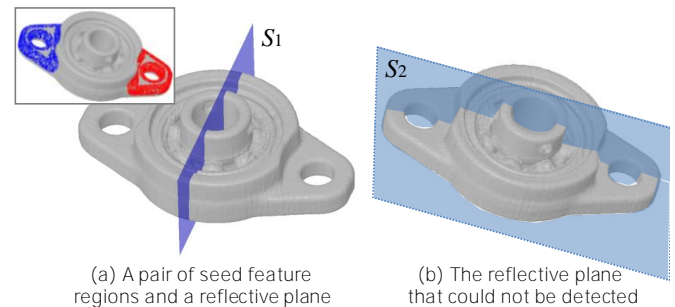 S1
S2
(a) A pair of seed feature
regions and a reflective plane
(b) The reflective plane
that could not be detected